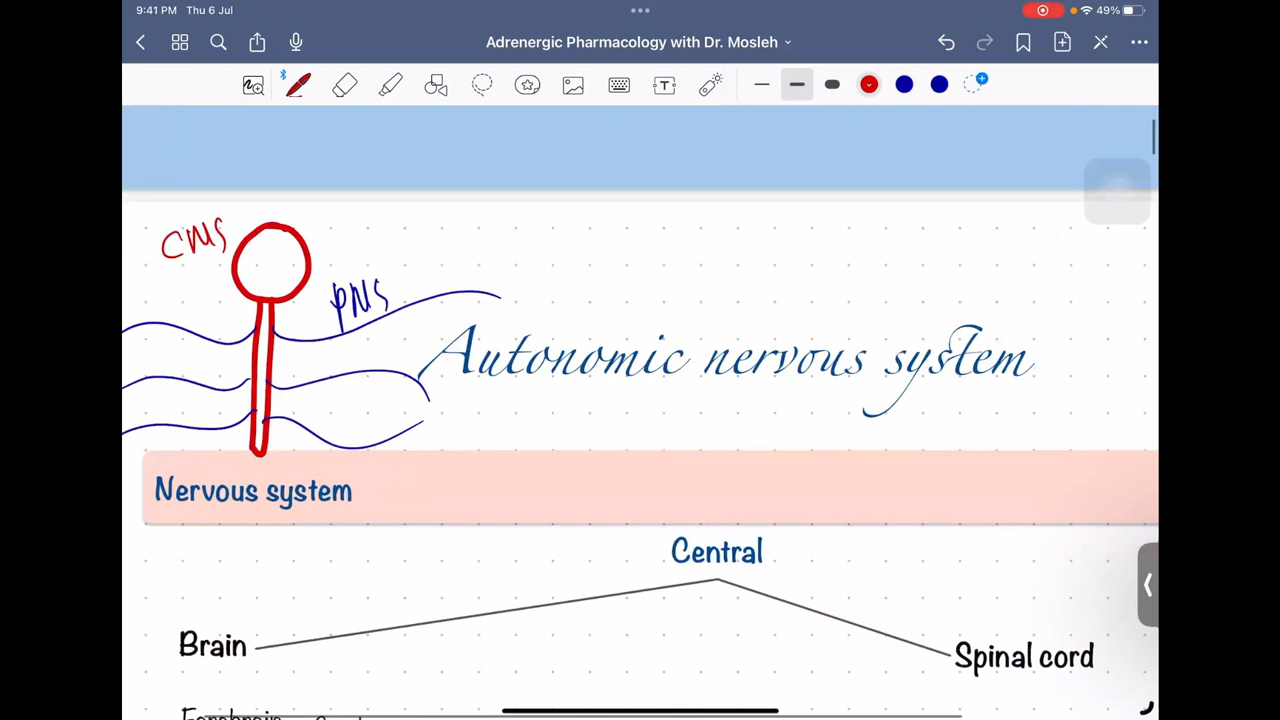 9:41 PM Thu 6 Jul
49%
Adrenergic Pharmacology with Dr. Mosleh
T
CNS
PNS
Autonomic nervous system
Nervous system
Central
Brain
Spinal cord
Forebrain